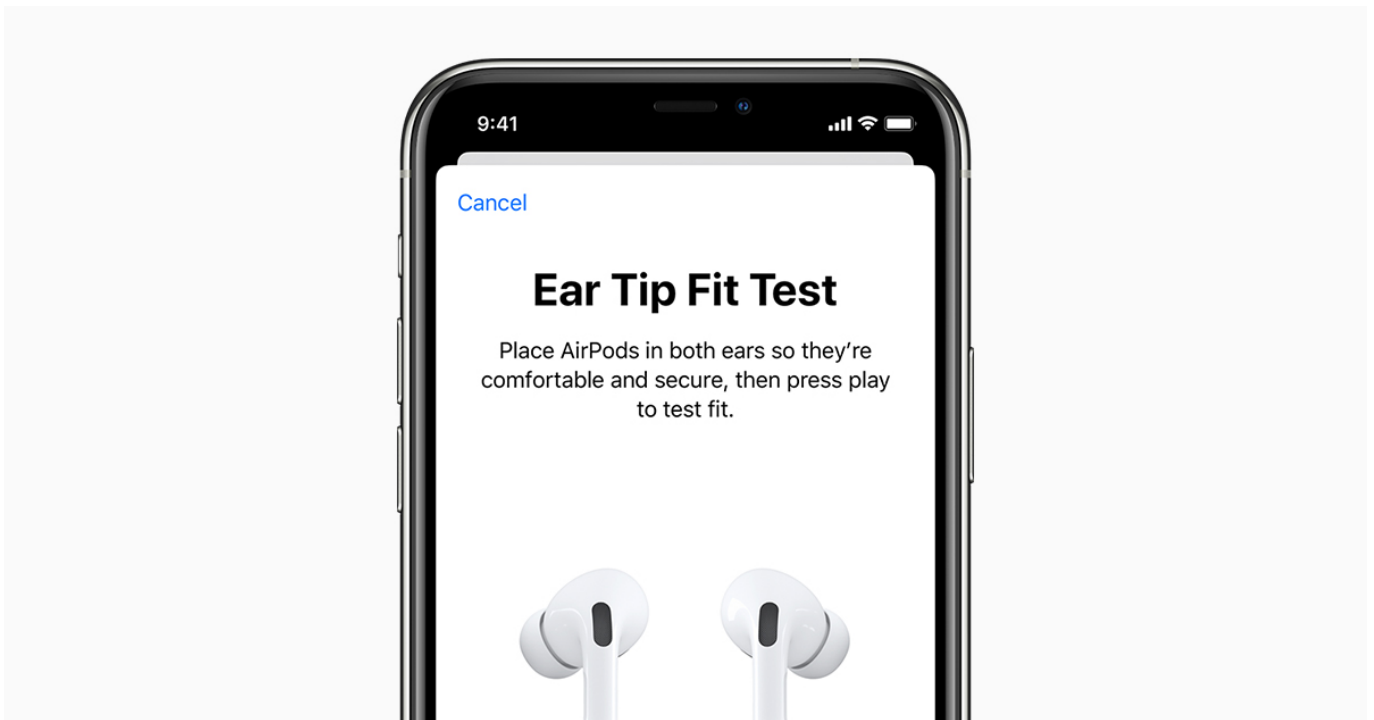 9:41
Cancel
Ear Tip Fit Test
Place AirPods in both ears so they’re
comfortable and secure, then press play
to test fit.